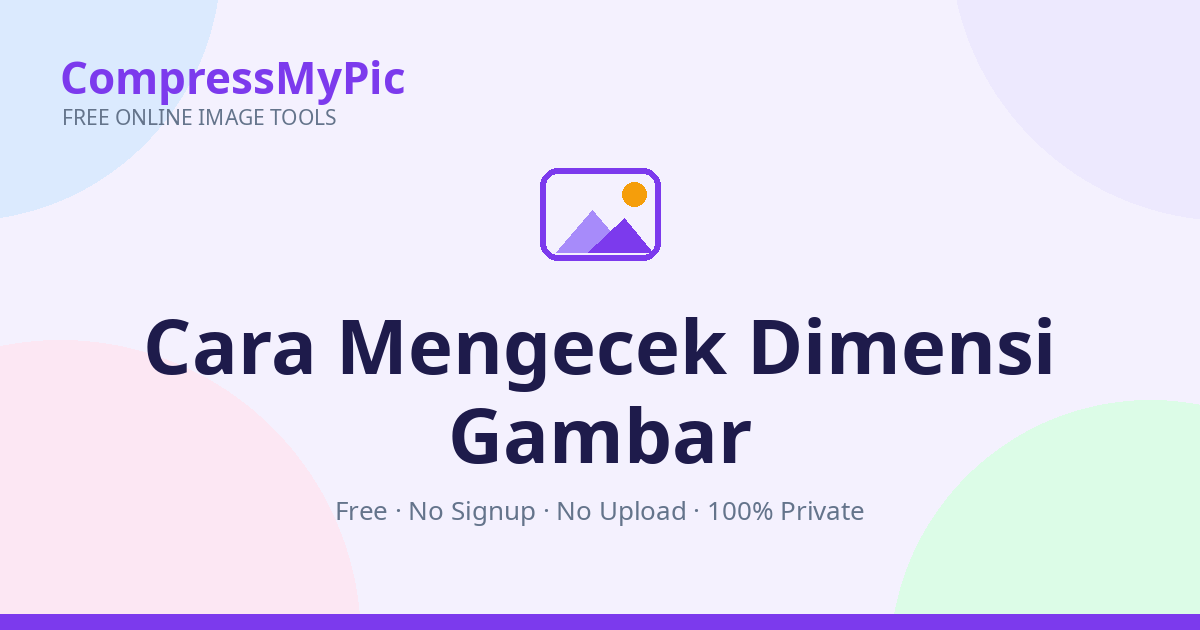 CompressMyPic
FREE ONLINE IMAGE TOOLS
Cara Mengecek Dimensi
Gambar
Free · No Signup · No Upload · 100% Private